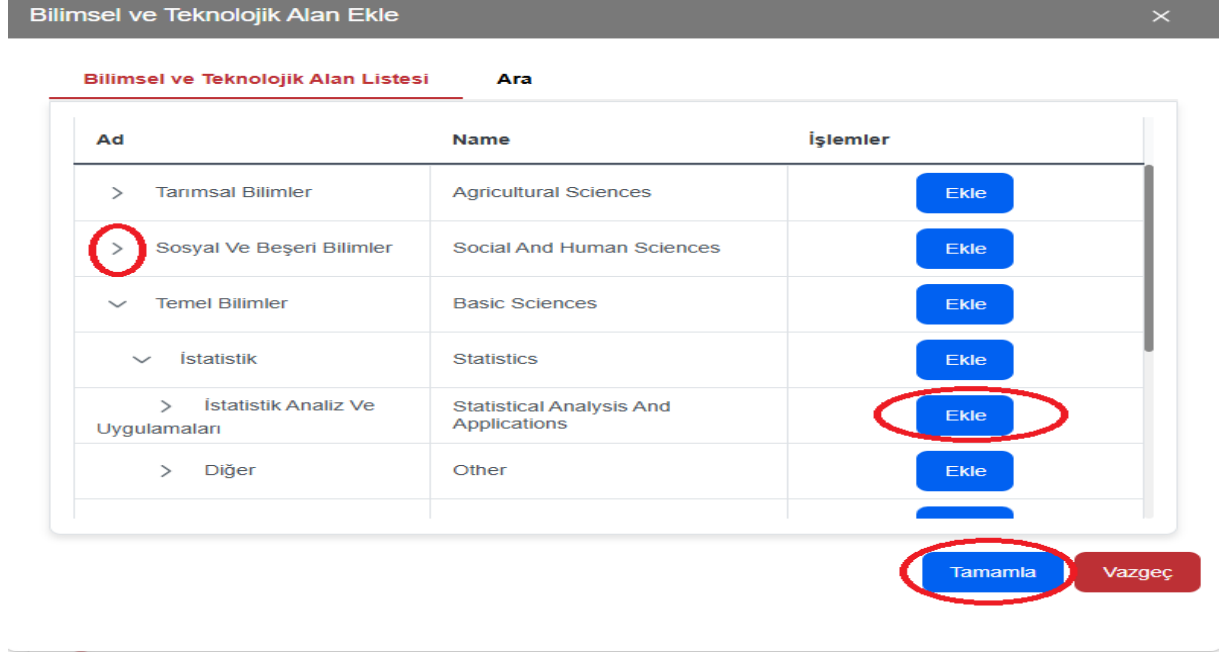 Bilimsel ve Teknolojik Alan Ekle
Bilimsel ve Teknolojik Alan Listesi Ara
Ad Name İşlemler
Tarımsal Bilimler Agricultural Sciences Ekle
Sosyal Ve Beşeri Bilimler Social And Human Sciences Ekle
Temel Bilimler Basic Sciences Ekle
İstatistik Statistics Ekle
İstatistik Analiz Ve
Uygulamaları
Statistical Analysis And
Applications
Ekle
Diğer Other Ekle
Tamamla Vazgeç